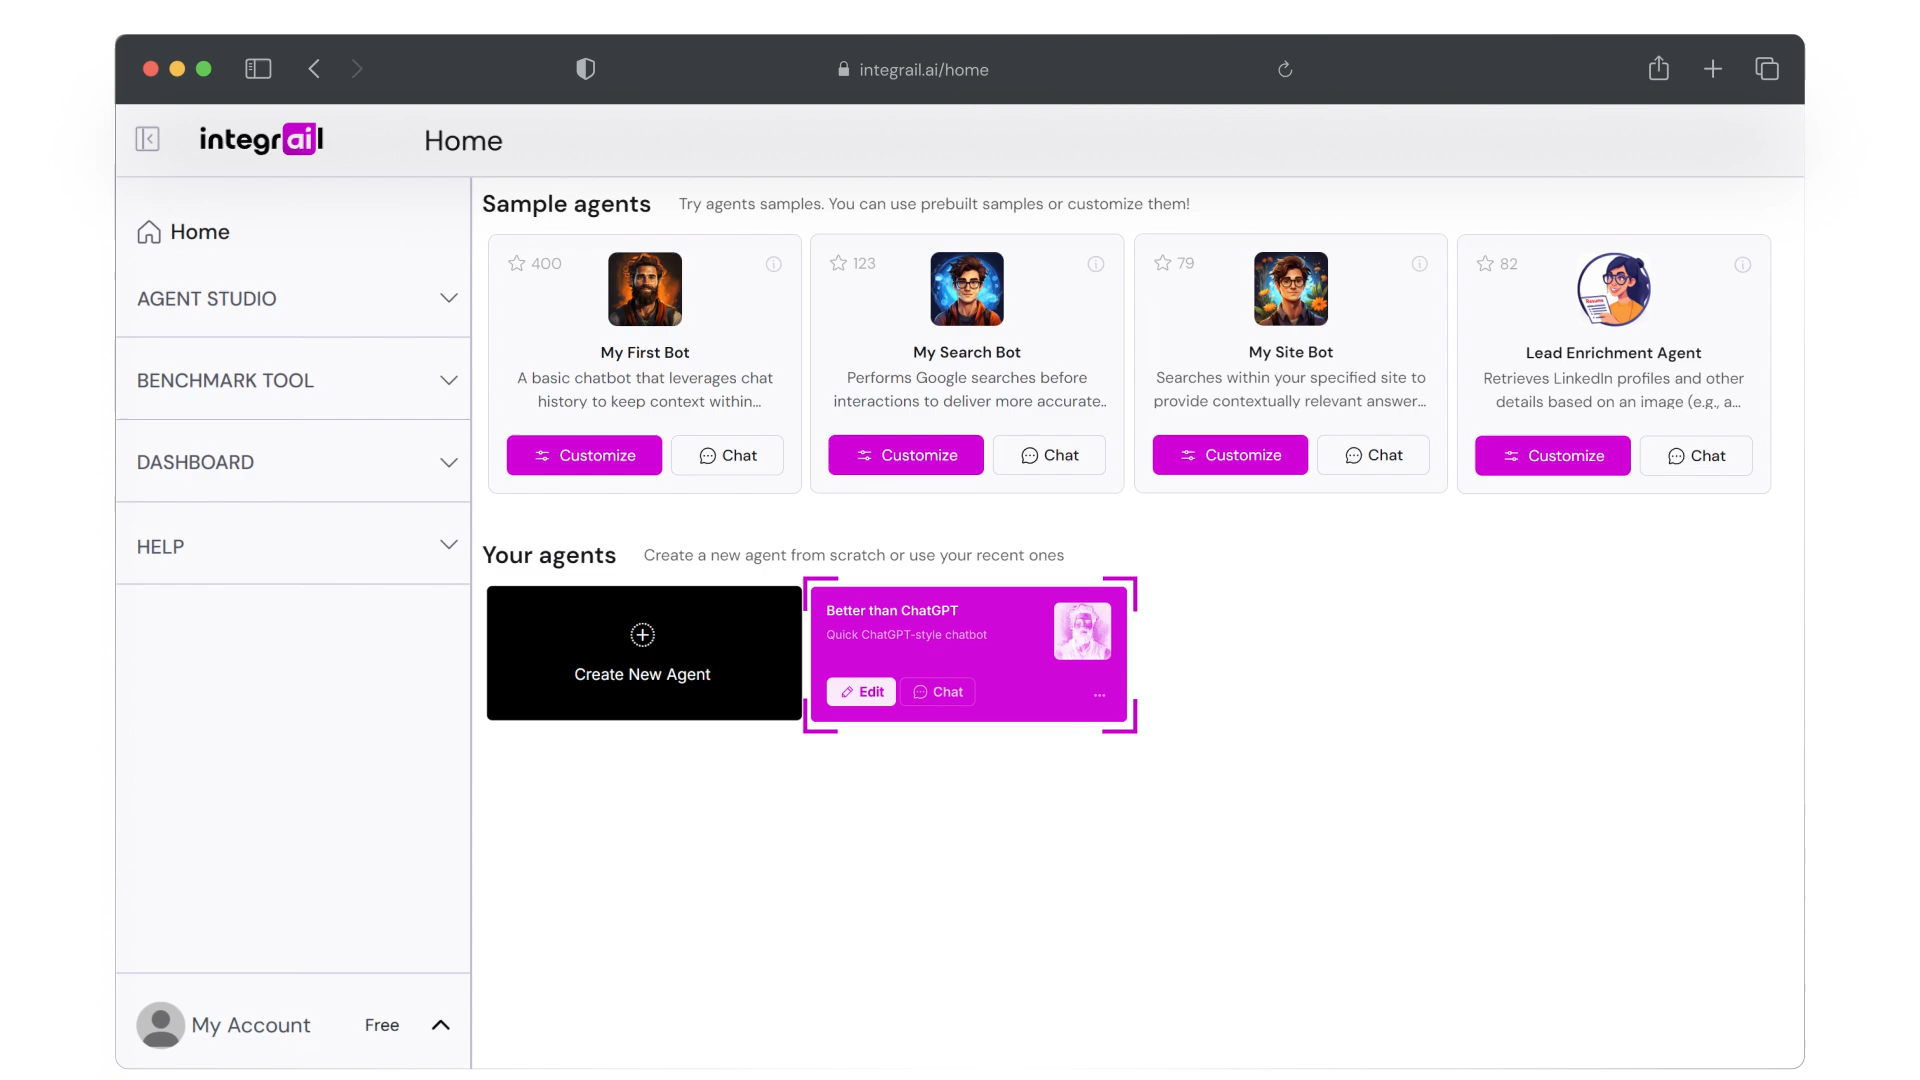 integrail.ai/home
integrail
Home
Home
AGENT STUDIO
BENCHMARK TOOL
DASHBOARD
HELP
My Account
Free
Sample agents
Try agents samples. You can use prebuilt samples or customize them!
400
My First Bot
A basic chatbot that leverages chat
history to keep context within...
Customize
Chat
123
My Search Bot
Performs Google searches before
interactions to deliver more accurate..
Customize
Chat
79
My Site Bot
Searches within your specified site to
provide contextually relevant answer...
Customize
Chat
82
Resume
Lead Enrichment Agent
Retrieves LinkedIn profiles and other
details based on an image (e.g., a...
Customize
Chat
Your agents
Create a new agent from scratch or use your recent ones
Create New Agent
Better than ChatGPT
Quick ChatGPT-style chatbot
Edit
Chat
...